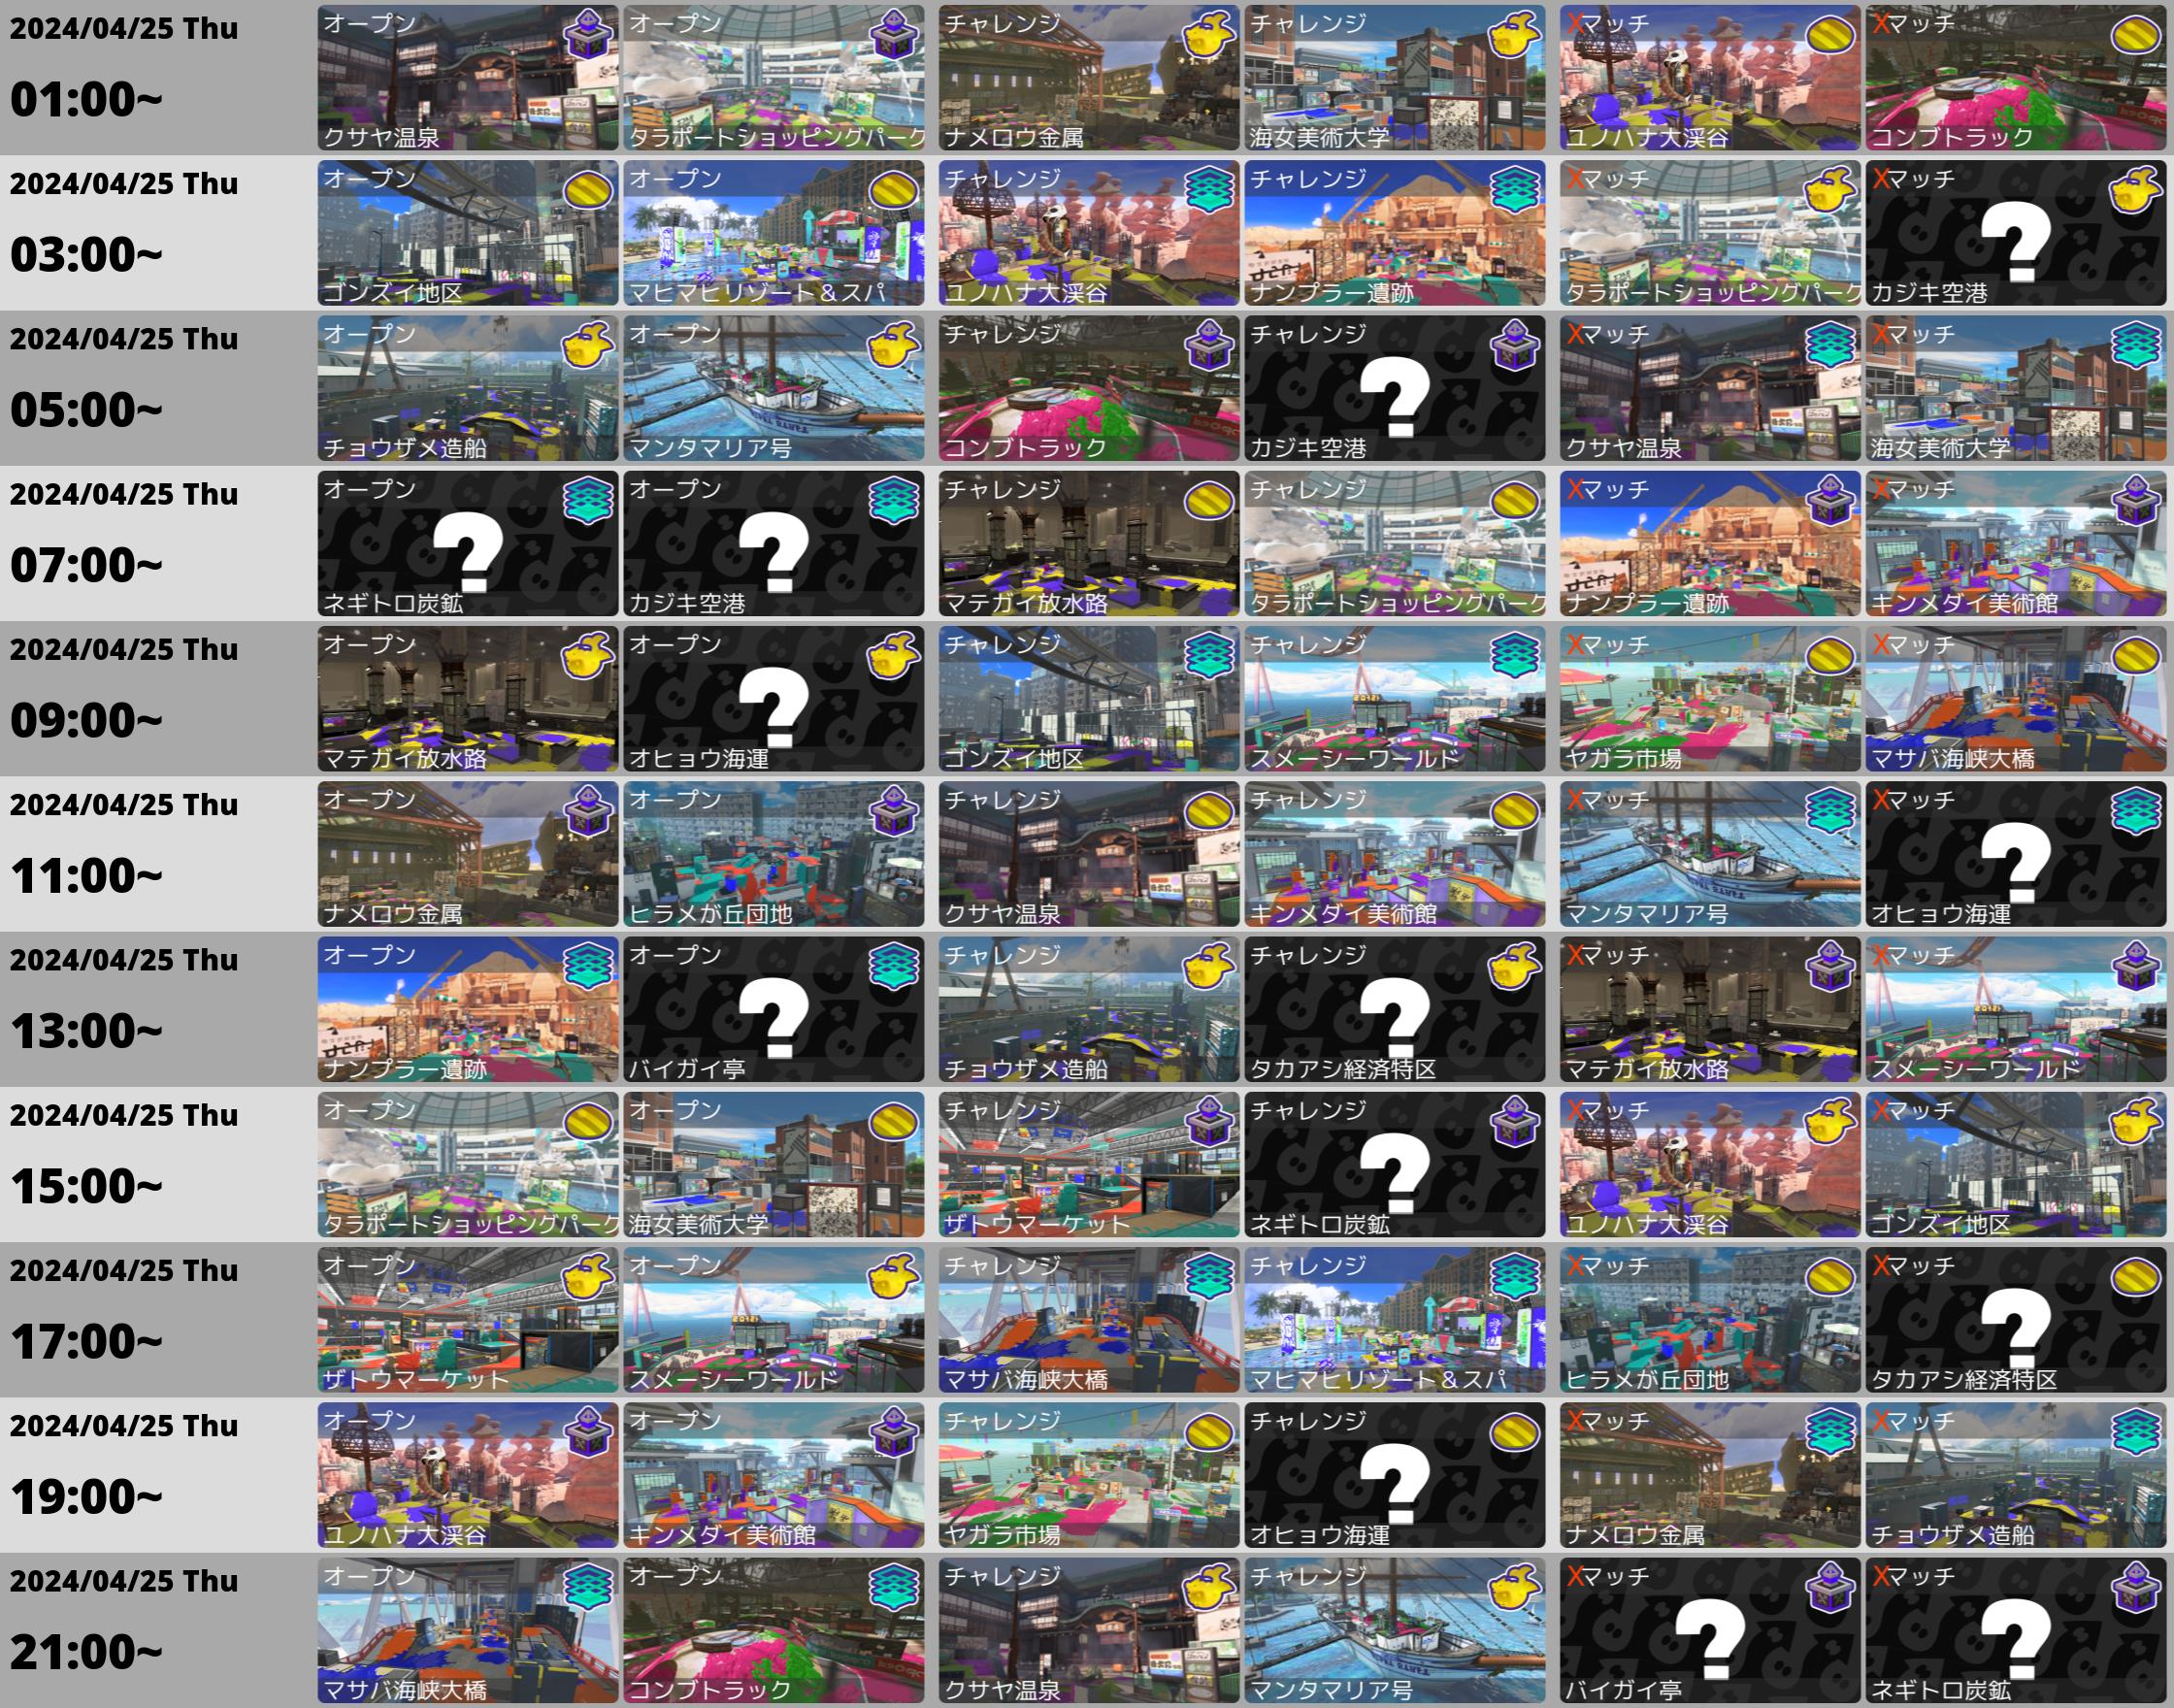 2024/04/25 Thu
01:00~
オープン
クサヤ温泉
オープン
タラポートショッピングパーク
チャレンジ
ナメロウ金属
チャレンジ
海女美術大学
Xマッチ
ユノハナ大渓谷
Xマッチ
コンブトラック
2024/04/25 Thu
03:00~
オープン
ゴンズイ地区
オープン
マヒマヒリゾート＆スパ
チャレンジ
ユノハナ大渓谷
チャレンジ
ナンプラー遺跡
Xマッチ
タラポートショッピングパーク
Xマッチ
カジキ空港
2024/04/25 Thu
05:00~
オープン
チョウザメ造船
オープン
マンタマリア号
チャレンジ
コンブトラック
チャレンジ
カジキ空港
Xマッチ
クサヤ温泉
Xマッチ
海女美術大学
2024/04/25 Thu
07:00~
オープン
ネギトロ炭鉱
オープン
カジキ空港
チャレンジ
マテガイ放水路
チャレンジ
タラポートショッピングパーク
Xマッチ
ナンプラー遺跡
Xマッチ
キンメダイ美術館
2024/04/25 Thu
09:00~
オープン
マテガイ放水路
オープン
オヒョウ海運
チャレンジ
ゴンズイ地区
チャレンジ
スメーシーワールド
Xマッチ
ヤガラ市場
Xマッチ
マサバ海峡大橋
2024/04/25 Thu
11:00~
オープン
ナメロウ金属
オープン
ヒラメが丘団地
チャレンジ
クサヤ温泉
チャレンジ
キンメダイ美術館
Xマッチ
マンタマリア号
Xマッチ
オヒョウ海運
2024/04/25 Thu
13:00~
オープン
ナンプラー遺跡
オープン
バイガイ亭
チャレンジ
チョウザメ造船
チャレンジ
タカアシ経済特区
Xマッチ
マテガイ放水路
Xマッチ
スメーシーワールド
2024/04/25 Thu
15:00~
オープン
タラポートショッピングパーク
オープン
海女美術大学
チャレンジ
ザトウマーケット
チャレンジ
ネギトロ炭鉱
Xマッチ
ユノハナ大渓谷
Xマッチ
ゴンズイ地区
2024/04/25 Thu
17:00~
オープン
ザトウマーケット
オープン
スメーシーワールド
チャレンジ
マサバ海峡大橋
チャレンジ
マヒマヒリゾート＆スパ
Xマッチ
ヒラメが丘団地
Xマッチ
タカアシ経済特区
2024/04/25 Thu
19:00~
オープン
ユノハナ大渓谷
オープン
キンメダイ美術館
チャレンジ
ヤガラ市場
チャレンジ
オヒョウ海運
Xマッチ
ナメロウ金属
Xマッチ
チョウザメ造船
2024/04/25 Thu
21:00~
オープン
マサバ海峡大橋
オープン
コンブトラック
チャレンジ
クサヤ温泉
チャレンジ
マンタマリア号
Xマッチ
バイガイ亭
Xマッチ
ネギトロ炭鉱